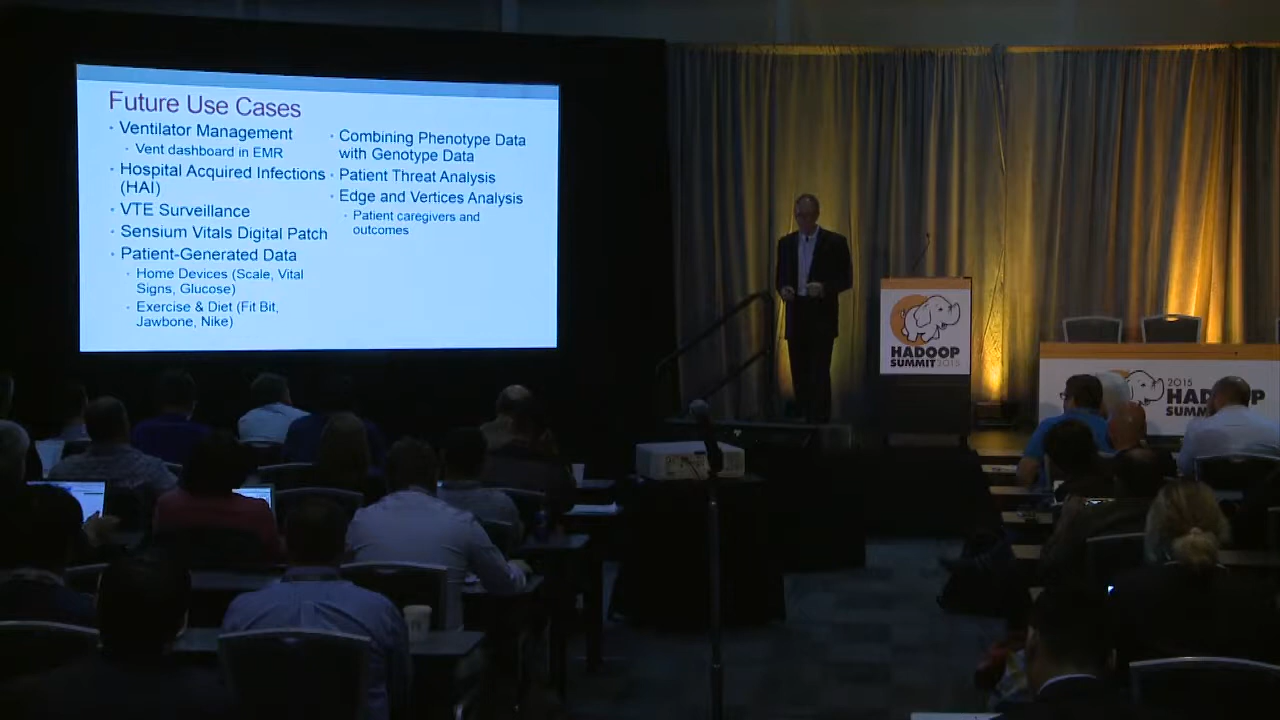 Future Use Cases
• Ventilator Management
• Vent dashboard in EMR
• Hospital Acquired Infections
(HAI)
• VTE Surveillance
• Sensium Vitals Digital Patch
• Patient-Generated Data
• Home Devices (Scale, Vital
Signs, Glucose)
• Exercise & Diet (Fit Bit,
Jawbone, Nike)
• Combining Phenotype Data
with Genotype Data
• Patient Threat Analysis
• Edge and Vertices Analysis
• Patient caregivers and
outcomes
HADOOP
SUMMIT 2015
2015